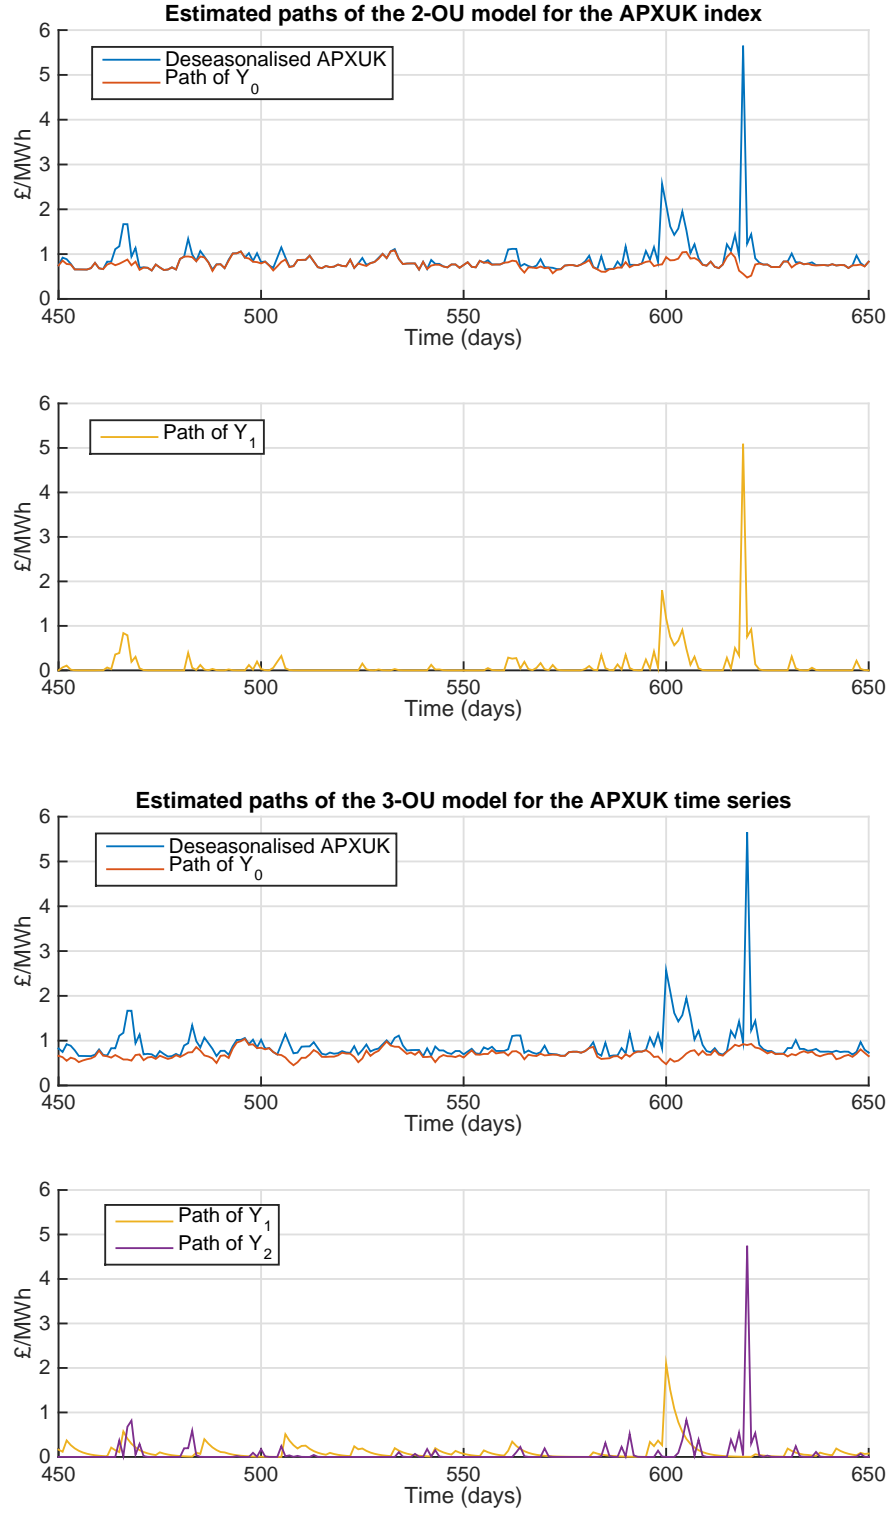 Estimated paths of the 2-OU model for the APXUK index
6
5
4
3
2
1
0
£/MWh
Deseasonalised APXUK
Path of Y0
450 500 550 600 650
Time (days)
6
5
4
3
2
1
0
£/MWh
Path of Y1
450 500 550 600 650
Time (days)
Estimated paths of the 3-OU model for the APXUK time series
6
5
4
3
2
1
0
£/MWh
Deseasonalised APXUK
Path of Y0
450 500 550 600 650
Time (days)
6
5
4
3
2
1
0
£/MWh
Path of Y1
Path of Y2
450 500 550 600 650
Time (days)